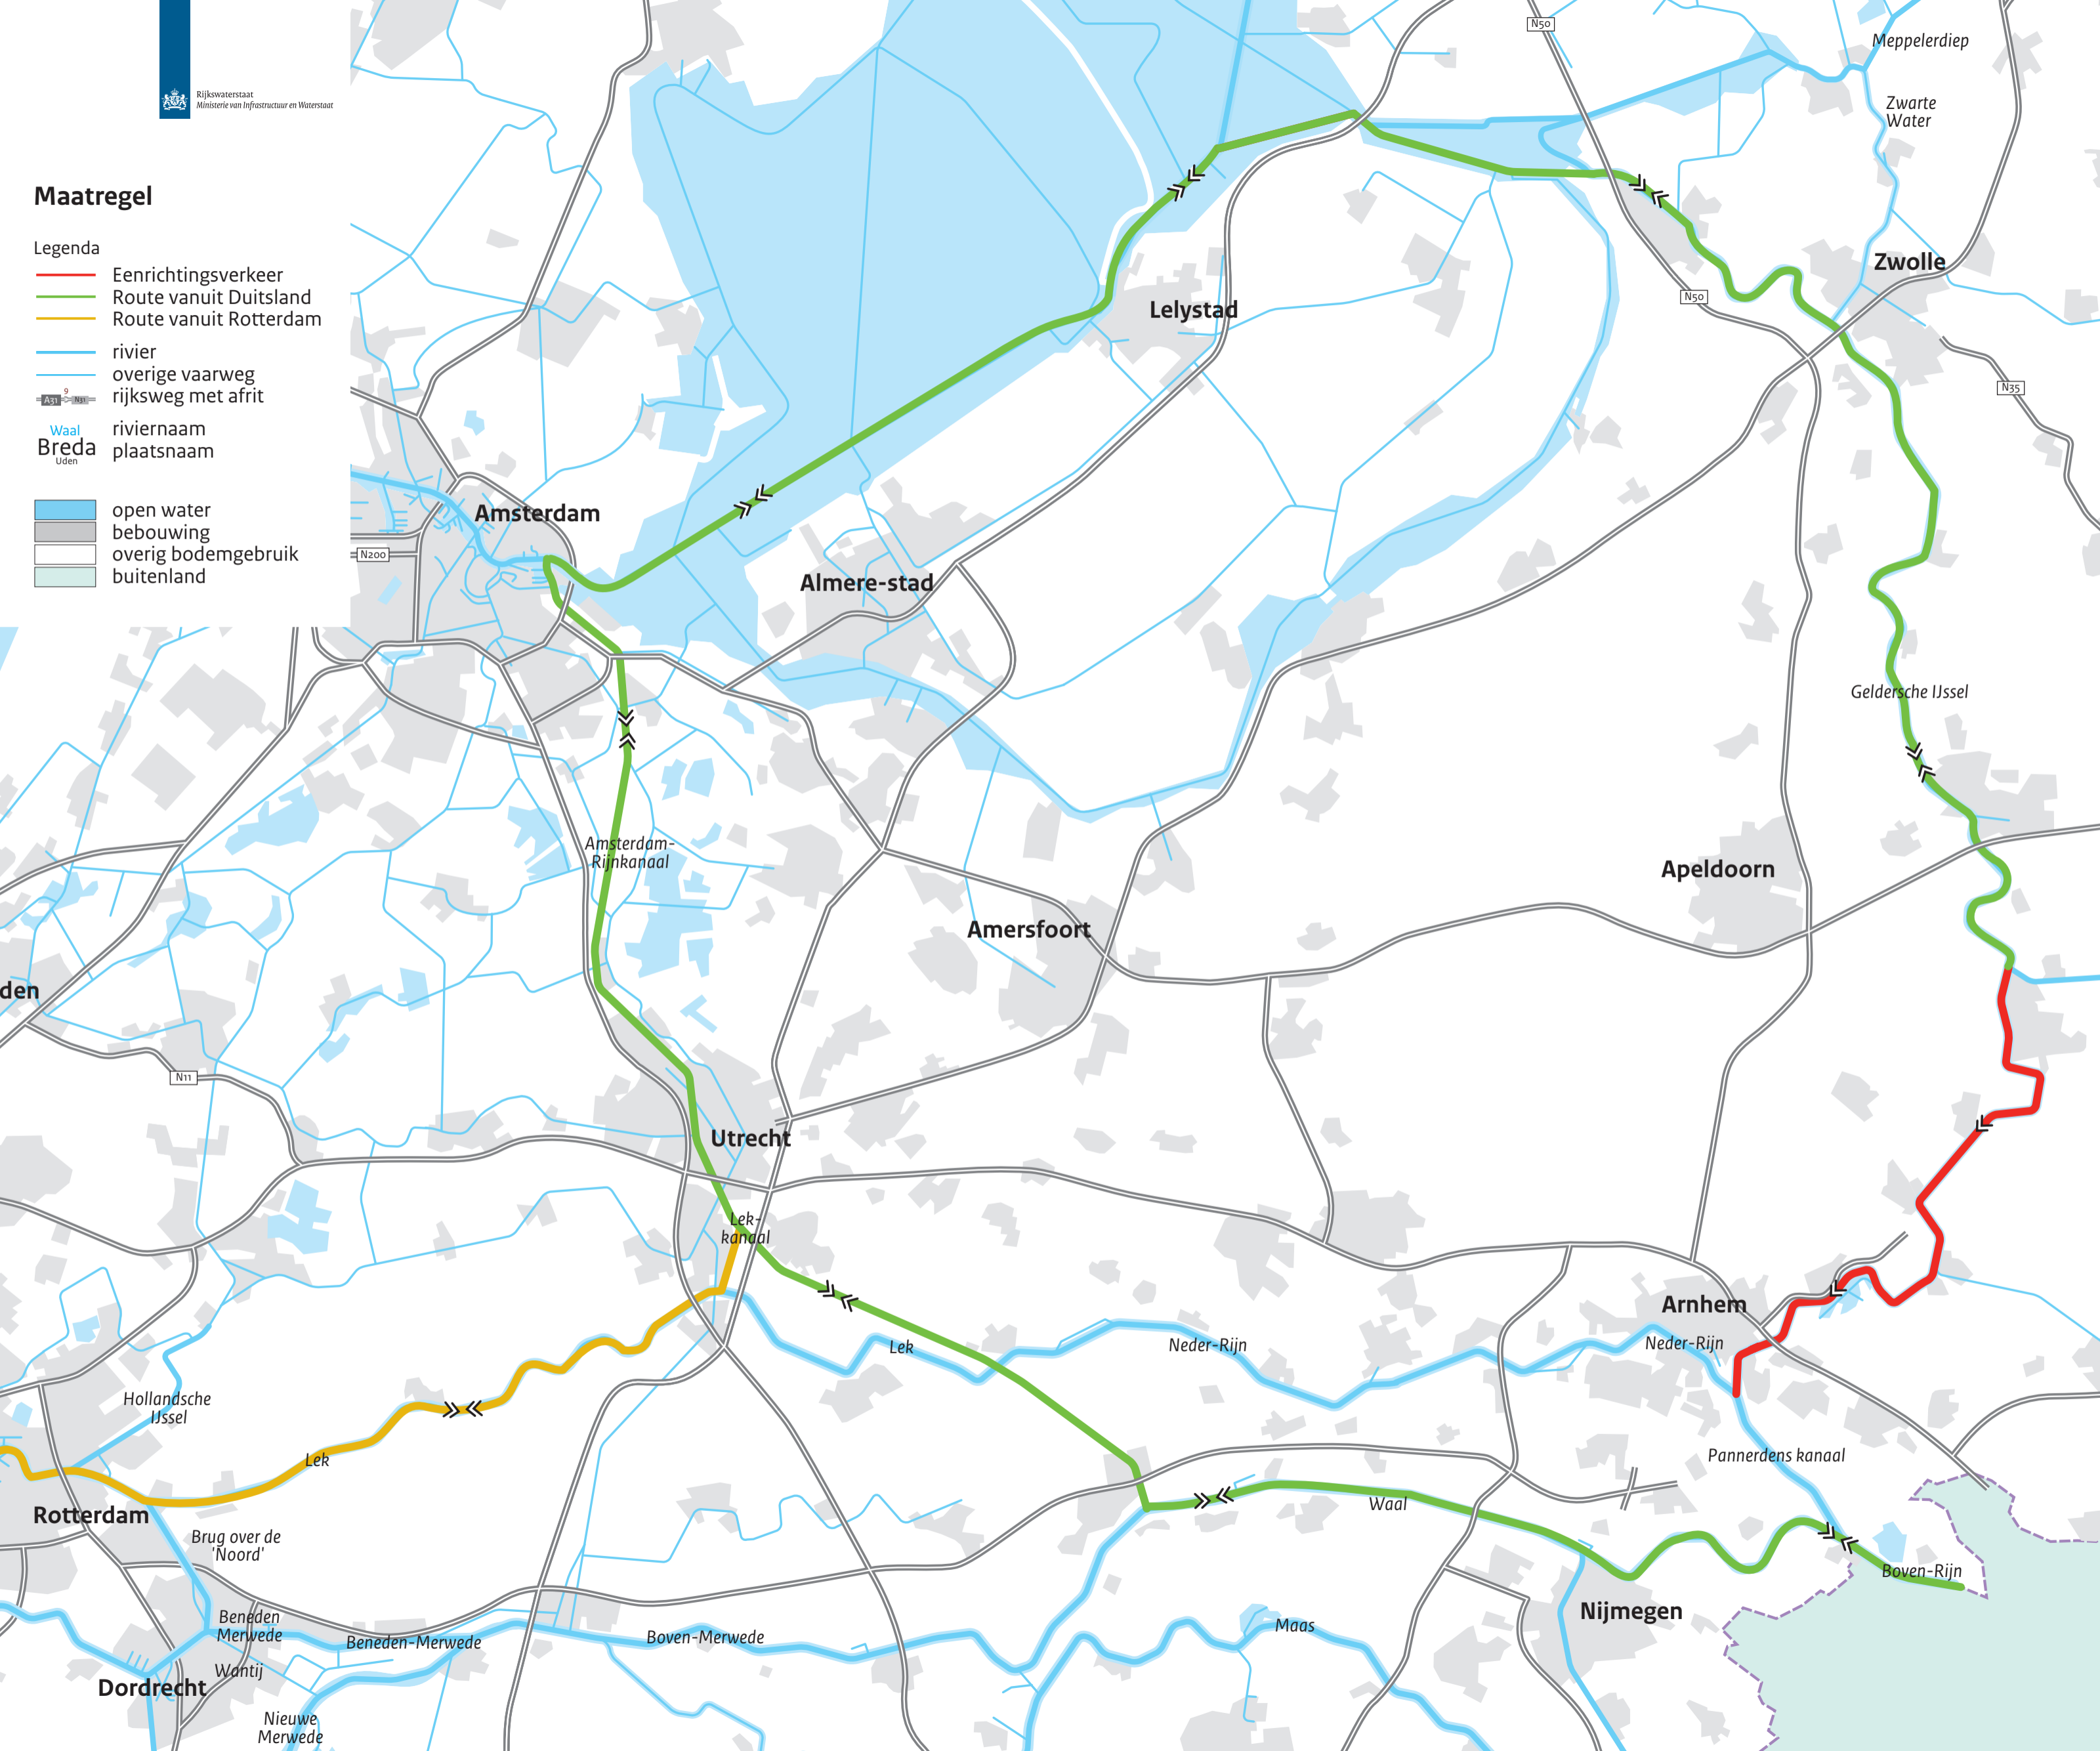 Rijkswaterstaat
Ministerie van Infrastructuur en Waterstaat
Maatregel
Legenda
Eenrichtingsverkeer
Route vanuit Duitsland
Route vanuit Rotterdam
rivier
overige vaarweg
9
A31 N31
rijksweg met afrit
Waal
riviernaam
Breda
plaatsnaam
Uden
open water
bebouwing
overig bodemgebruik
buitenland
N50
Meppelerdiep
Zwarte
Water
Zwolle
N50
Lelystad
N35
Amsterdam
N200
Almere-stad
Geldersche IJssel
Amsterdam-
Rijnkanaal
Apeldoorn
Amersfoort
den
N11
Utrecht
Lek-
kanaal
Arnhem
Neder-Rijn
Neder-Rijn
Lek
Hollandsche
IJssel
Lek
Pannerdens kanaal
Waal
Rotterdam
Brug over de
'Noord'
Boven-Rijn
Nijmegen
Beneden
Merwede
Beneden-Merwede
Boven-Merwede
Maas
Wantij
Dordrecht
Nieuwe
Merwede